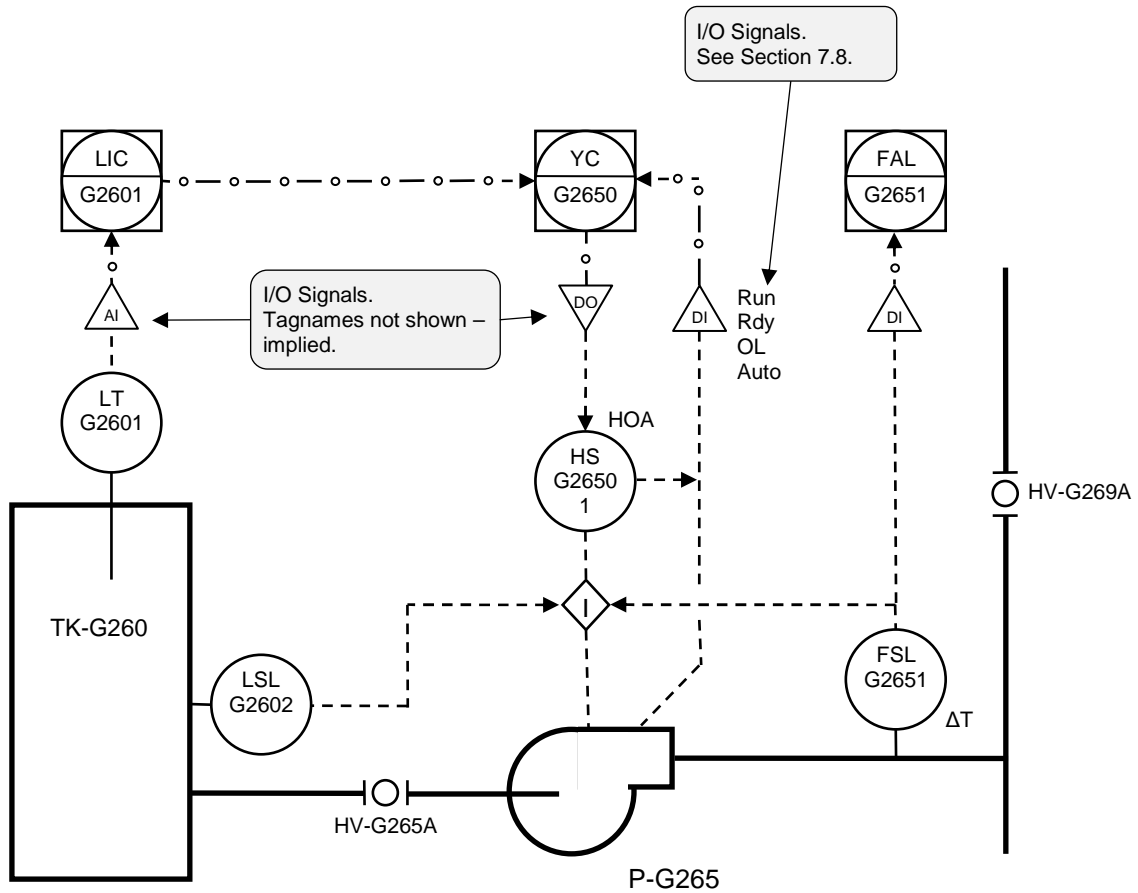 I/O Signals.
See Section 7.8.
LIC
G2601
YC
G2650
FAL
G2651
I/O Signals.
Tagnames not shown –
implied.
AI
DO
DI
Run
Rdy
OL
Auto
DI
LT
G2601
HOA
HS
G2650
1
HV-G269A
I
TK-G260
LSL
G2602
FSL
G2651
ΔT
HV-G265A
P-G265